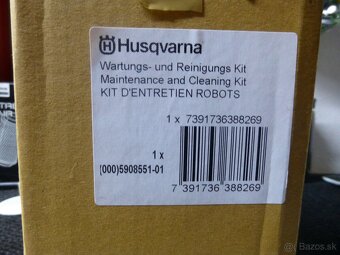 Husqvarna
Wartungs- und Reinigungs Kit
Maintenance and Cleaning Kit
KIT D'ENTRETIEN ROBOTS
1 x 7391736388269
1 x
(000)5908551-01
7 391736 388269
bazos.sk